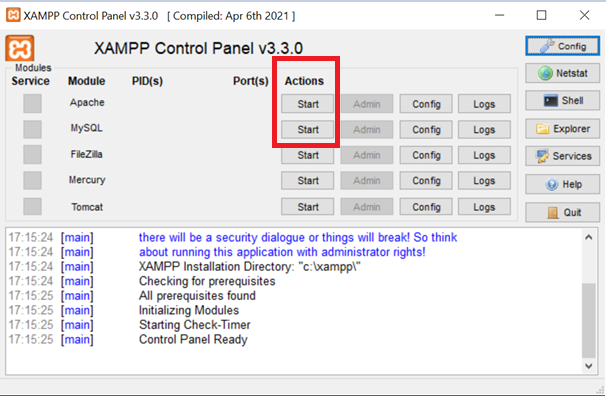 XAMPP Control Panel v3.3.0 [ Compiled: Apr 6th 2021 ]
XAMPP Control Panel v3.3.0
Config
Modules
Service Module PID(s) Port(s) Actions
Netstat
Apache Start Admin Config Logs
Shell
MySQL Start Admin Config Logs
Explorer
FileZilla Start Admin Config Logs
Services
Mercury Start Admin Config Logs
Help
Tomcat Start Admin Config Logs
Quit
17:15:24 [main] there will be a security dialogue or things will break! So think
17:15:24 [main] about running this application with administrator rights!
17:15:24 [main] XAMPP Installation Directory: "c:\xampp\"
17:15:24 [main] Checking for prerequisites
17:15:25 [main] All prerequisites found
17:15:25 [main] Initializing Modules
17:15:25 [main] Starting Check-Timer
17:15:25 [main] Control Panel Ready